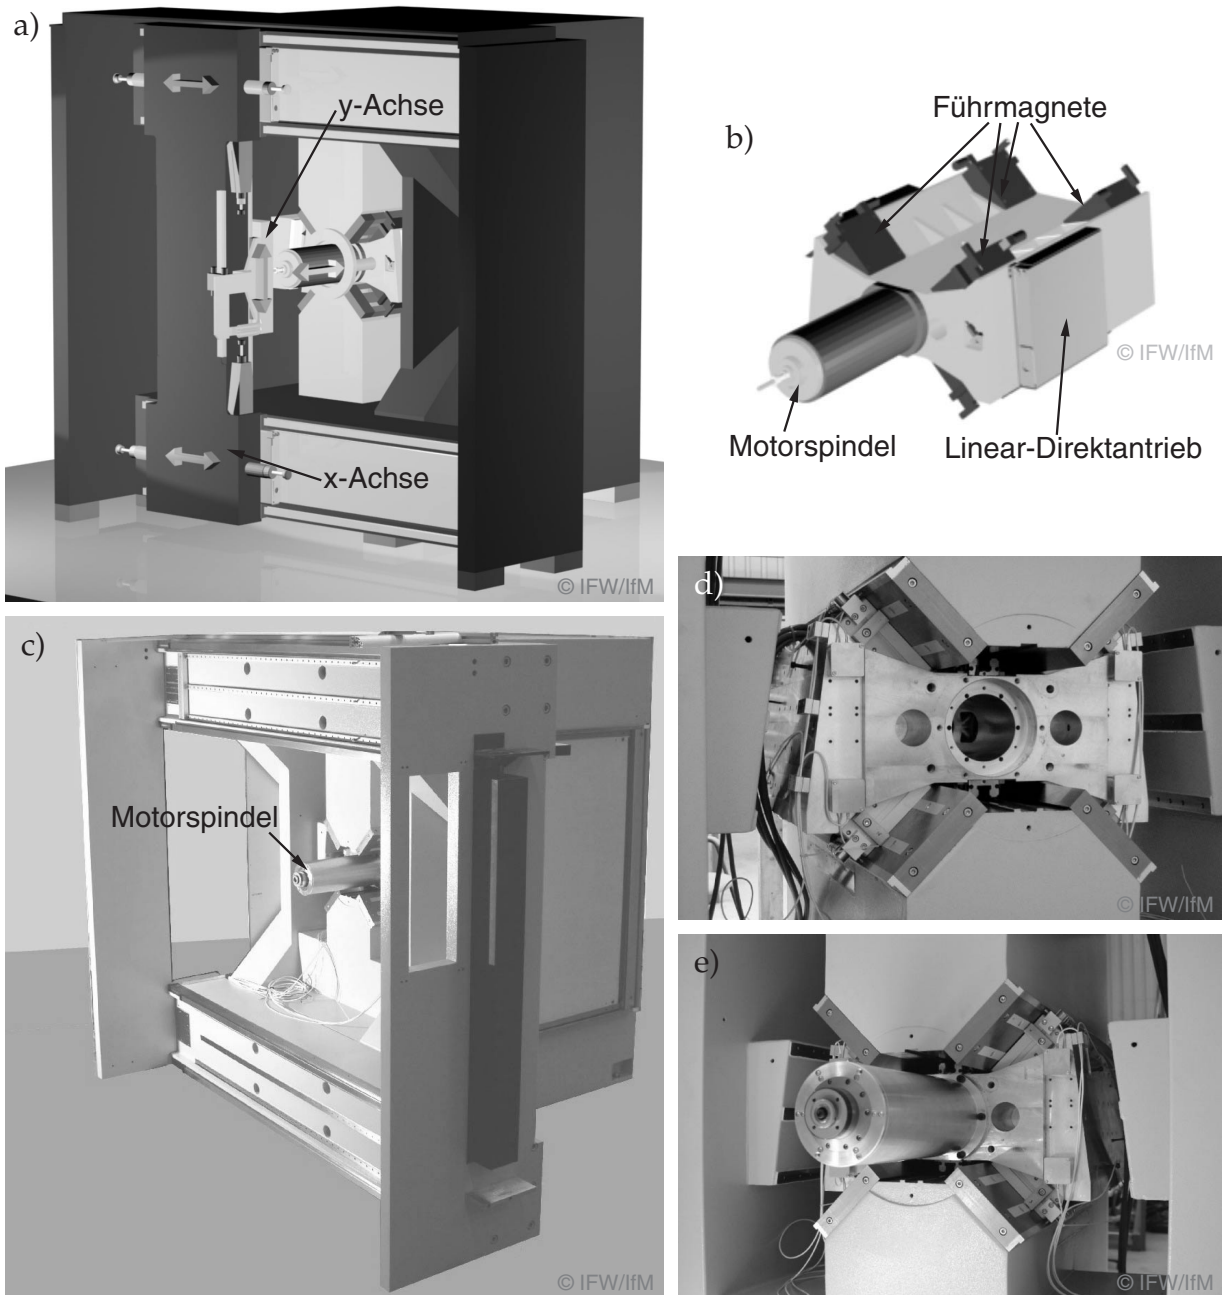 a)
y-Achse
x-Achse
© IFW/IfM
b)
Führmagnete
© IFW/IfM
Motorspindel
Linear-Direktantrieb
c)
Motorspindel
© IFW/IfM
d)
© IFW/IfM
e)
© IFW/IfM